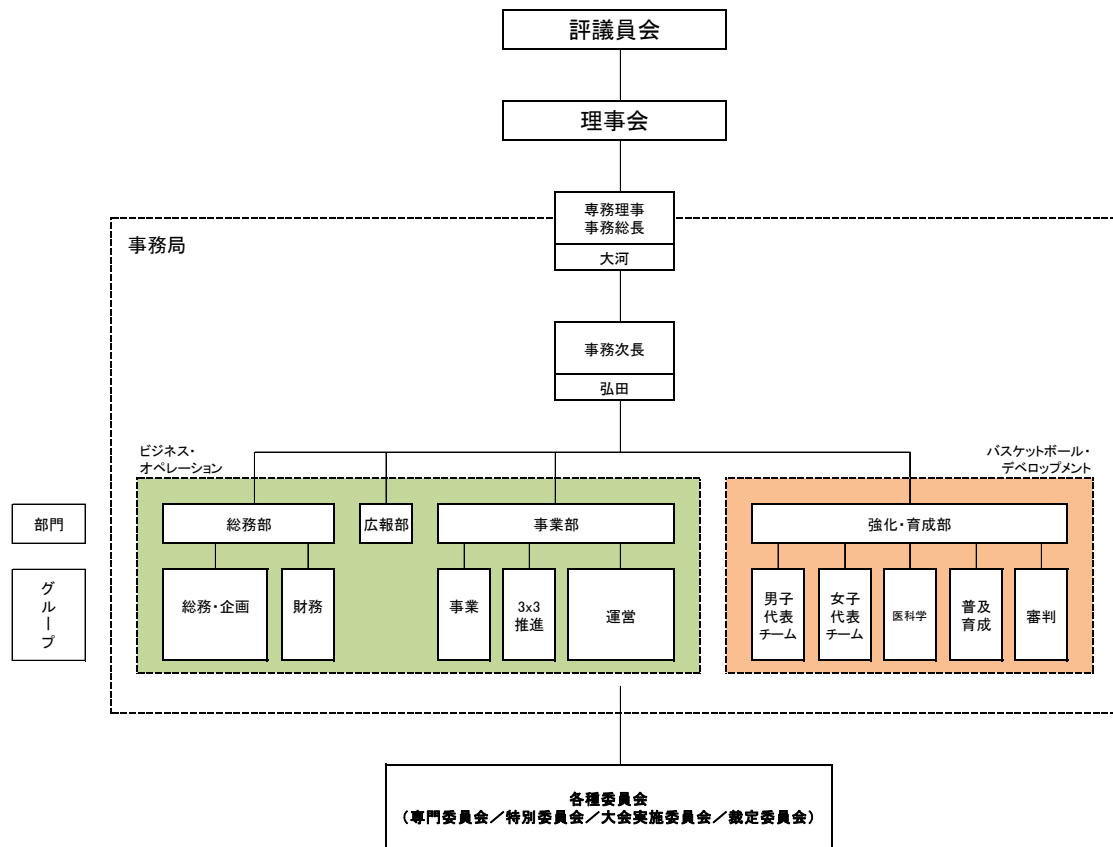 評議員会
理事会
専務理事
事務総長
大河
事務局
事務次長
弘田
ビジネス・
オペレーション
バスケットボール・
デベロップメント
部門
総務部
広報部
事業部
強化・育成部
グループ
総務・企画
財務
事業
3x3
推進
運営
男子
代表
チーム
女子
代表
チーム
医科学
普及
育成
審判
各種委員会
（専門委員会／特別委員会／大会実施委員会／裁定委員会）